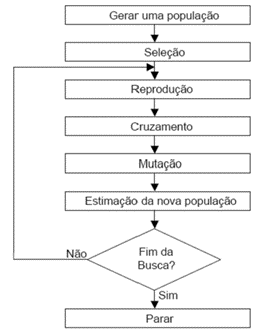 Gerar uma população
Seleção
Reprodução
Cruzamento
Mutação
Estimação da nova população
Fim da
Busca?
Não
Sim
Parar